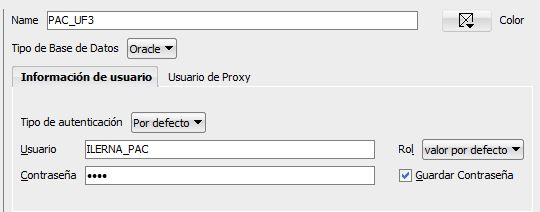 Name PAC_UF3 Color
Tipo de Base de Datos Oracle
Información de usuario Usuario de Proxy
Tipo de autenticación Por defecto
Usuario ILERNA_PAC Rol valor por defecto
Contraseña •••• Guardar Contraseña